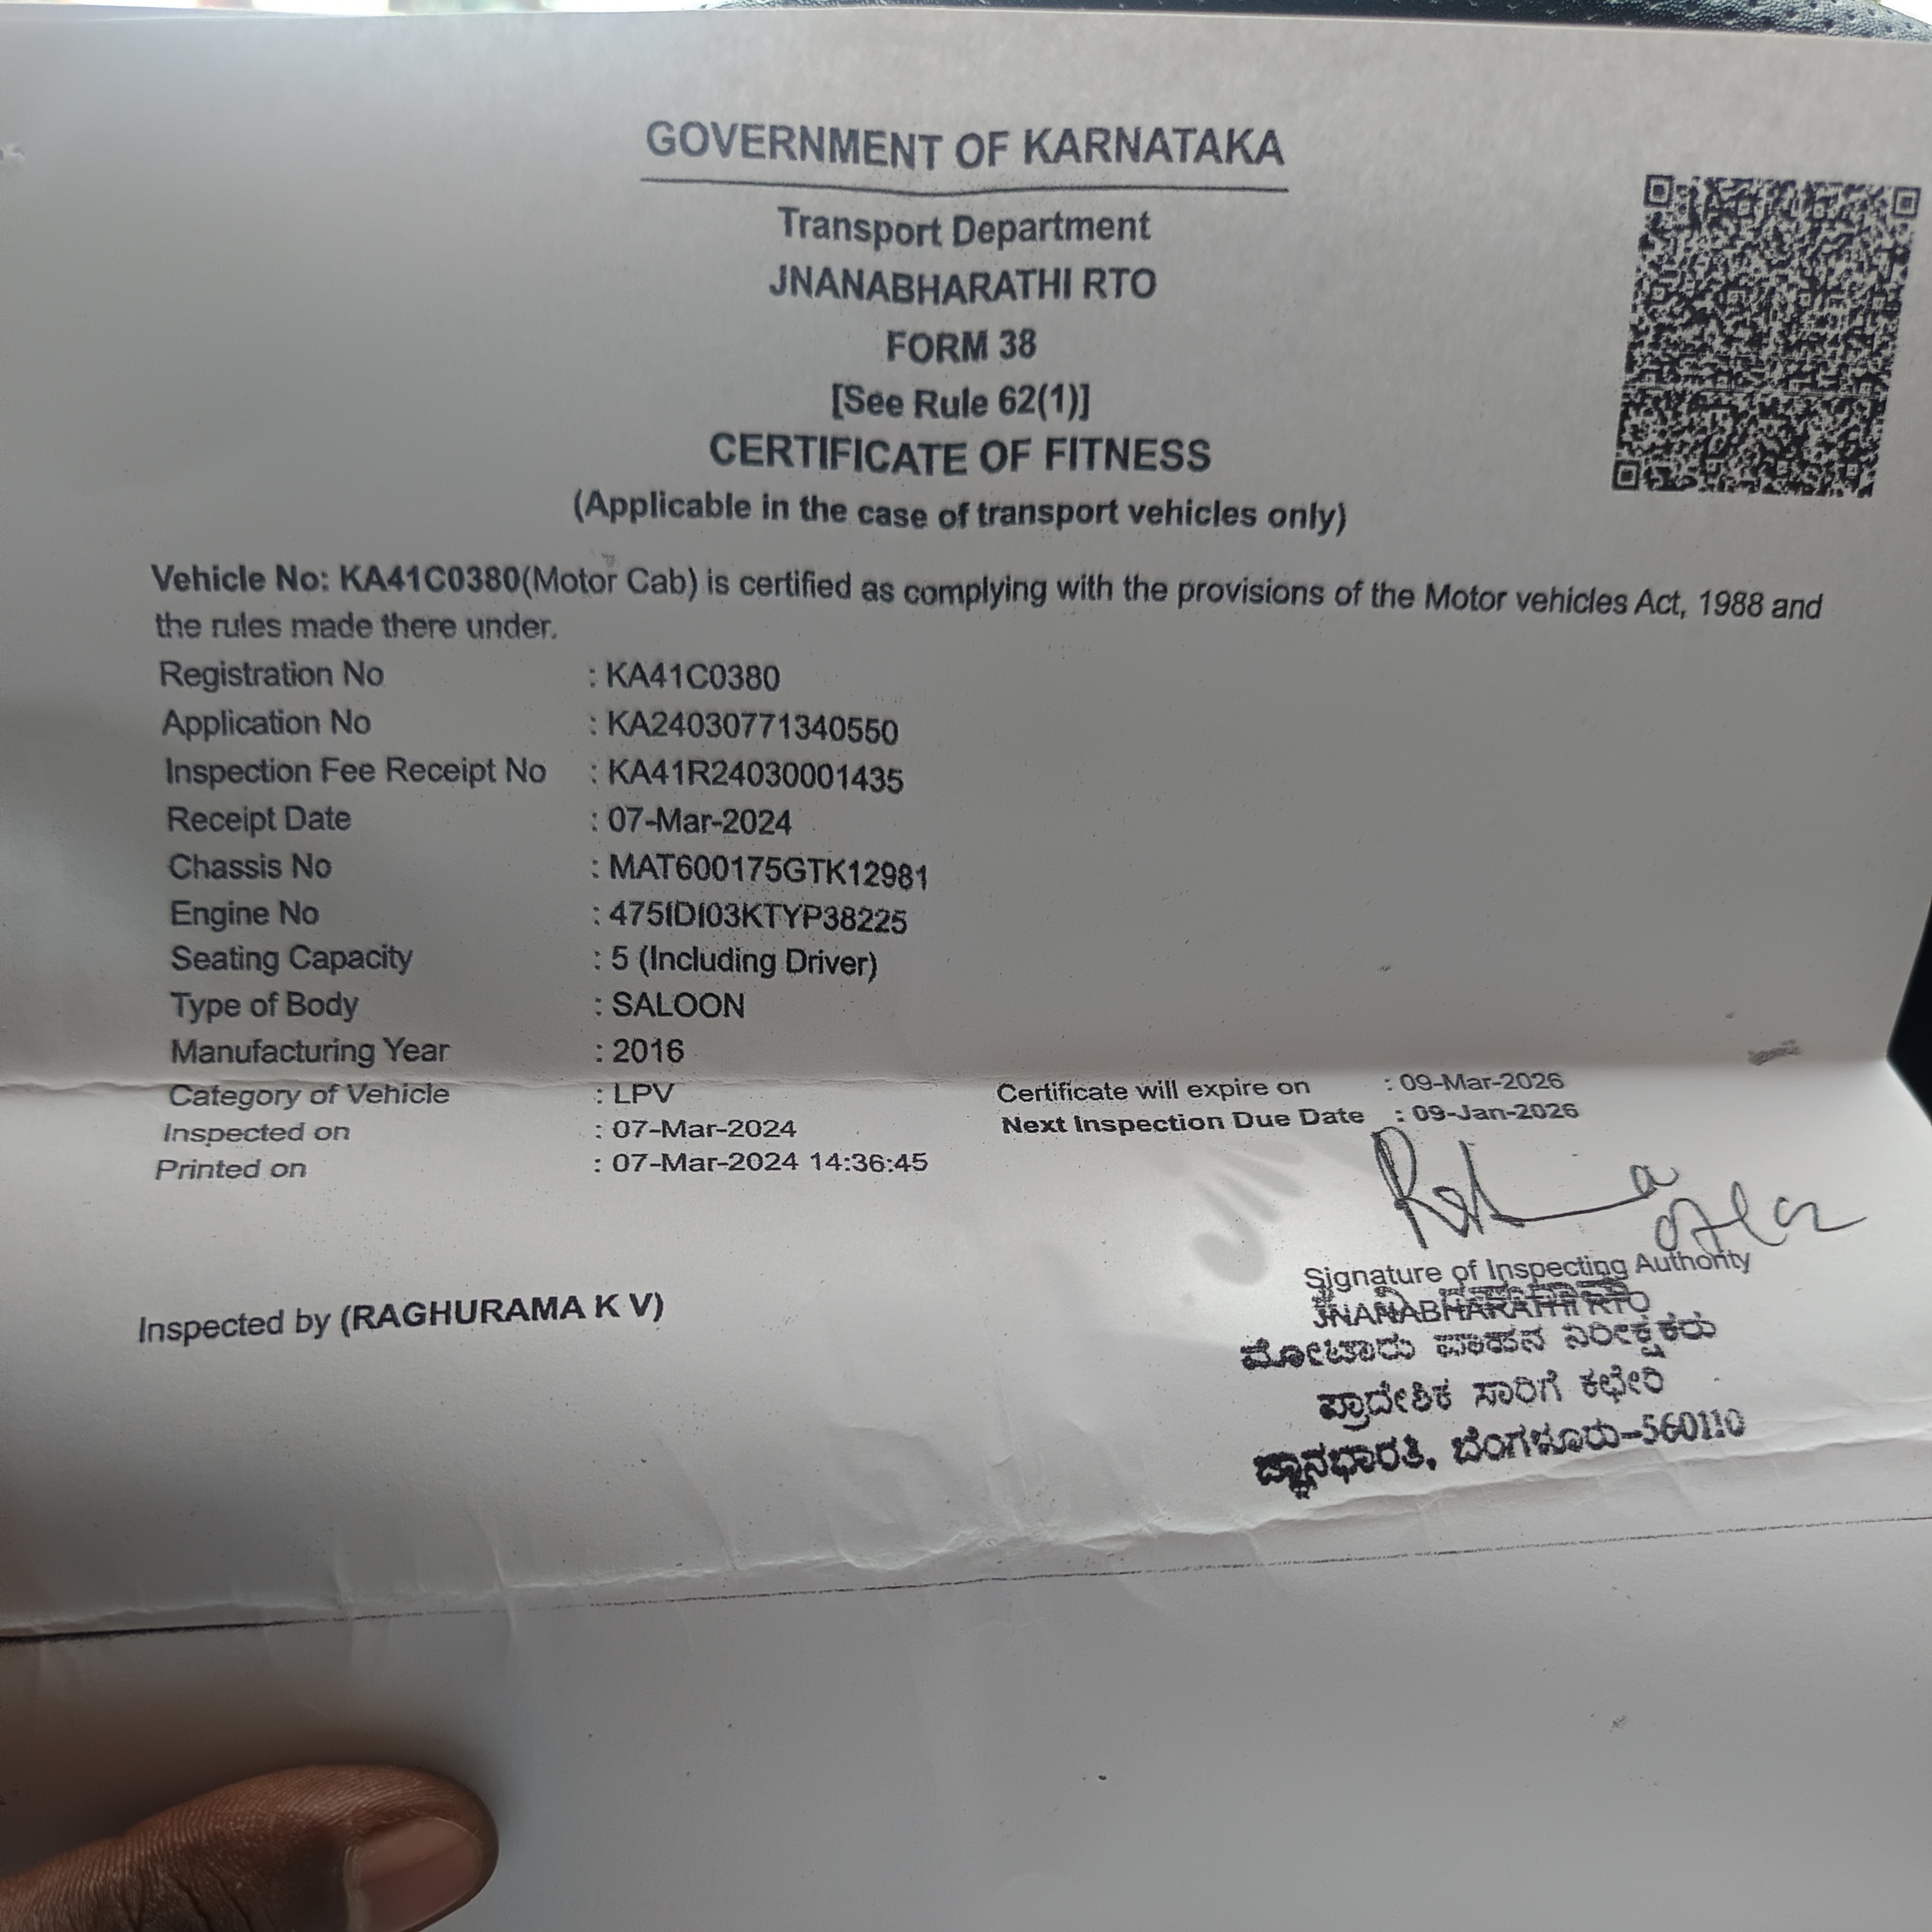 GOVERNMENT OF KARNATAKA
Transport Department
JNANABHARATHI RTO
FORM 38
[See Rule 62(1)]
CERTIFICATE OF FITNESS
(Applicable in the case of transport vehicles only)
Vehicle No: KA41C0380(Motor Cab) is certified as complying with the provisions of the Motor vehicles Act, 1988 and
the rules made there under.
Registration No : KA41C0380
Application No : KA24030771340550
Inspection Fee Receipt No : KA41R24030001435
Receipt Date : 07-Mar-2024
Chassis No : MAT600175GTK12981
Engine No : 475IDI03KTYP38225
Seating Capacity : 5 (Including Driver)
Type of Body : SALOON
Manufacturing Year : 2016
Category of Vehicle : LPV Certificate will expire on : 09-Mar-2026
Inspected on : 07-Mar-2024 Next Inspection Due Date : 09-Jan-2026
Printed on : 07-Mar-2024 14:36:45
Signature of Inspecting Authority
JNANABHARATHI RTO
Inspected by (RAGHURAMA K V)
ಮೋಟಾರು ವಾಹನ ನಿರೀಕ್ಷಕರು
ಪ್ರಾದೇಶಿಕ ಸಾರಿಗೆ ಕಛೇರಿ
ಜ್ಞಾನಭಾರತಿ, ಬೆಂಗಳೂರು-560110